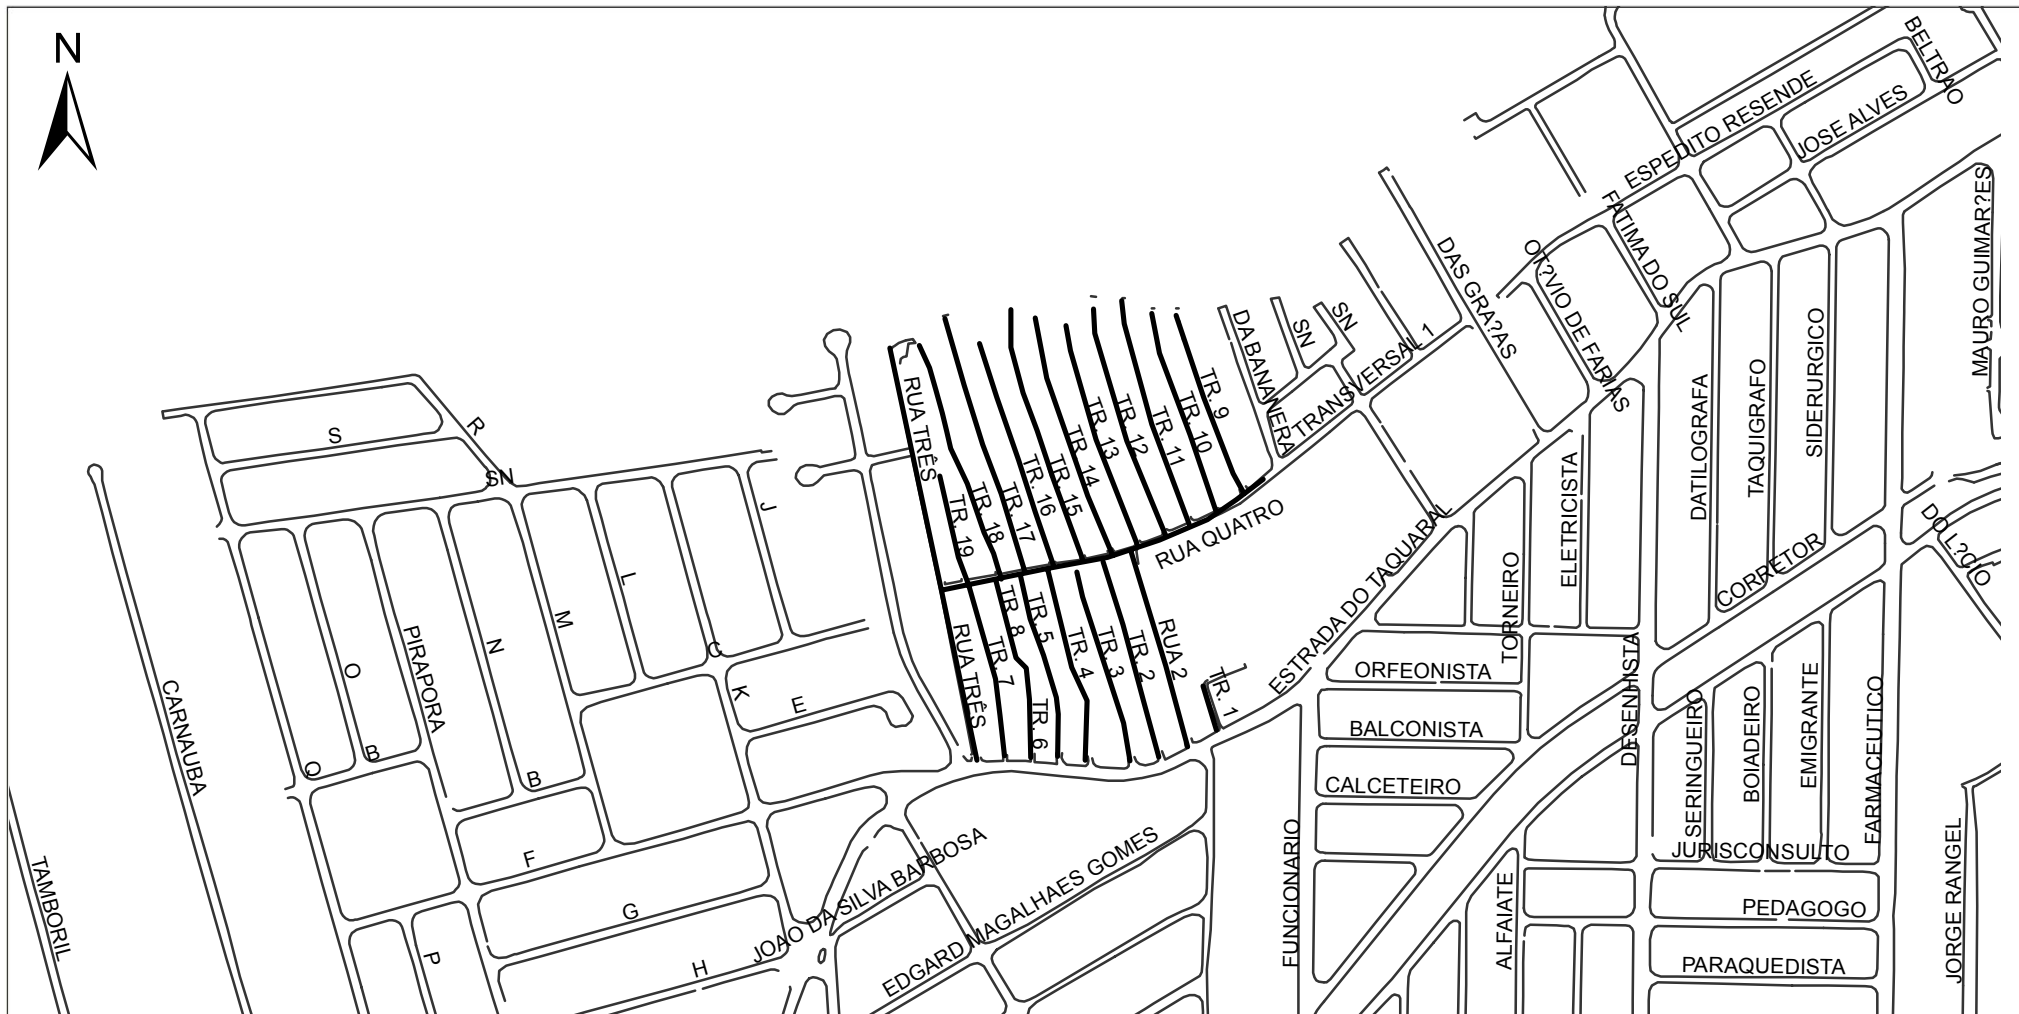 N
BELTRAO
ESPEDITO RESENDE
JOSE ALVES
MAURO GUIMAR?ES
FATIMA DO SUL
OT?VIO DE FARIAS
DAS GRA?AS
SN
SN
DA BANANEIRA
TRANSVERSAL 1
SIDERURGICO
TAQUIGRAFO
DATILOGRAFA
RUA TRÊS
TR. 9
TR. 10
TR. 11
TR. 12
TR. 13
TR. 14
TR. 15
TR. 16
TR. 17
TR. 18
TR. 19
S
R
SN
J
RUA QUATRO
ESTRADA DO TAQUARAL
ELETRICISTA
TORNEIRO
CORRETOR
DO L?CIO
L
M
N
O
PIRAPORA
C
K
E
RUA TRÊS
TR. 7
TR. 8
TR. 5
TR. 6
TR. 4
TR. 3
TR. 2
RUA 2
TR. 1
ORFEONISTA
BALCONISTA
CALCETEIRO
DESENHISTA
SERINGUEIRO
BOIADEIRO
EMIGRANTE
FARMACEUTICO
CARNAUBA
Q
B
B
F
G
H
P
TAMBORIL
JOAO DA SILVA BARBOSA
EDGARD MAGALHAES GOMES
FUNCIONARIO
ALFAIATE
JURISCONSULTO
PEDAGOGO
PARAQUEDISTA
JORGE RANGEL